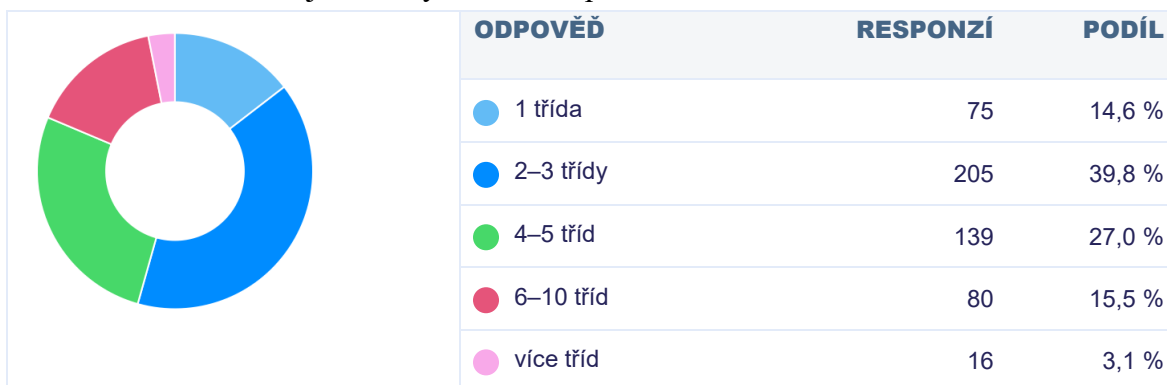 ODPOVĚĎ RESPONZÍ PODÍL
1 třída 75 14,6 %
2–3 třídy 205 39,8 %
4–5 tříd 139 27,0 %
6–10 tříd 80 15,5 %
více tříd 16 3,1 %